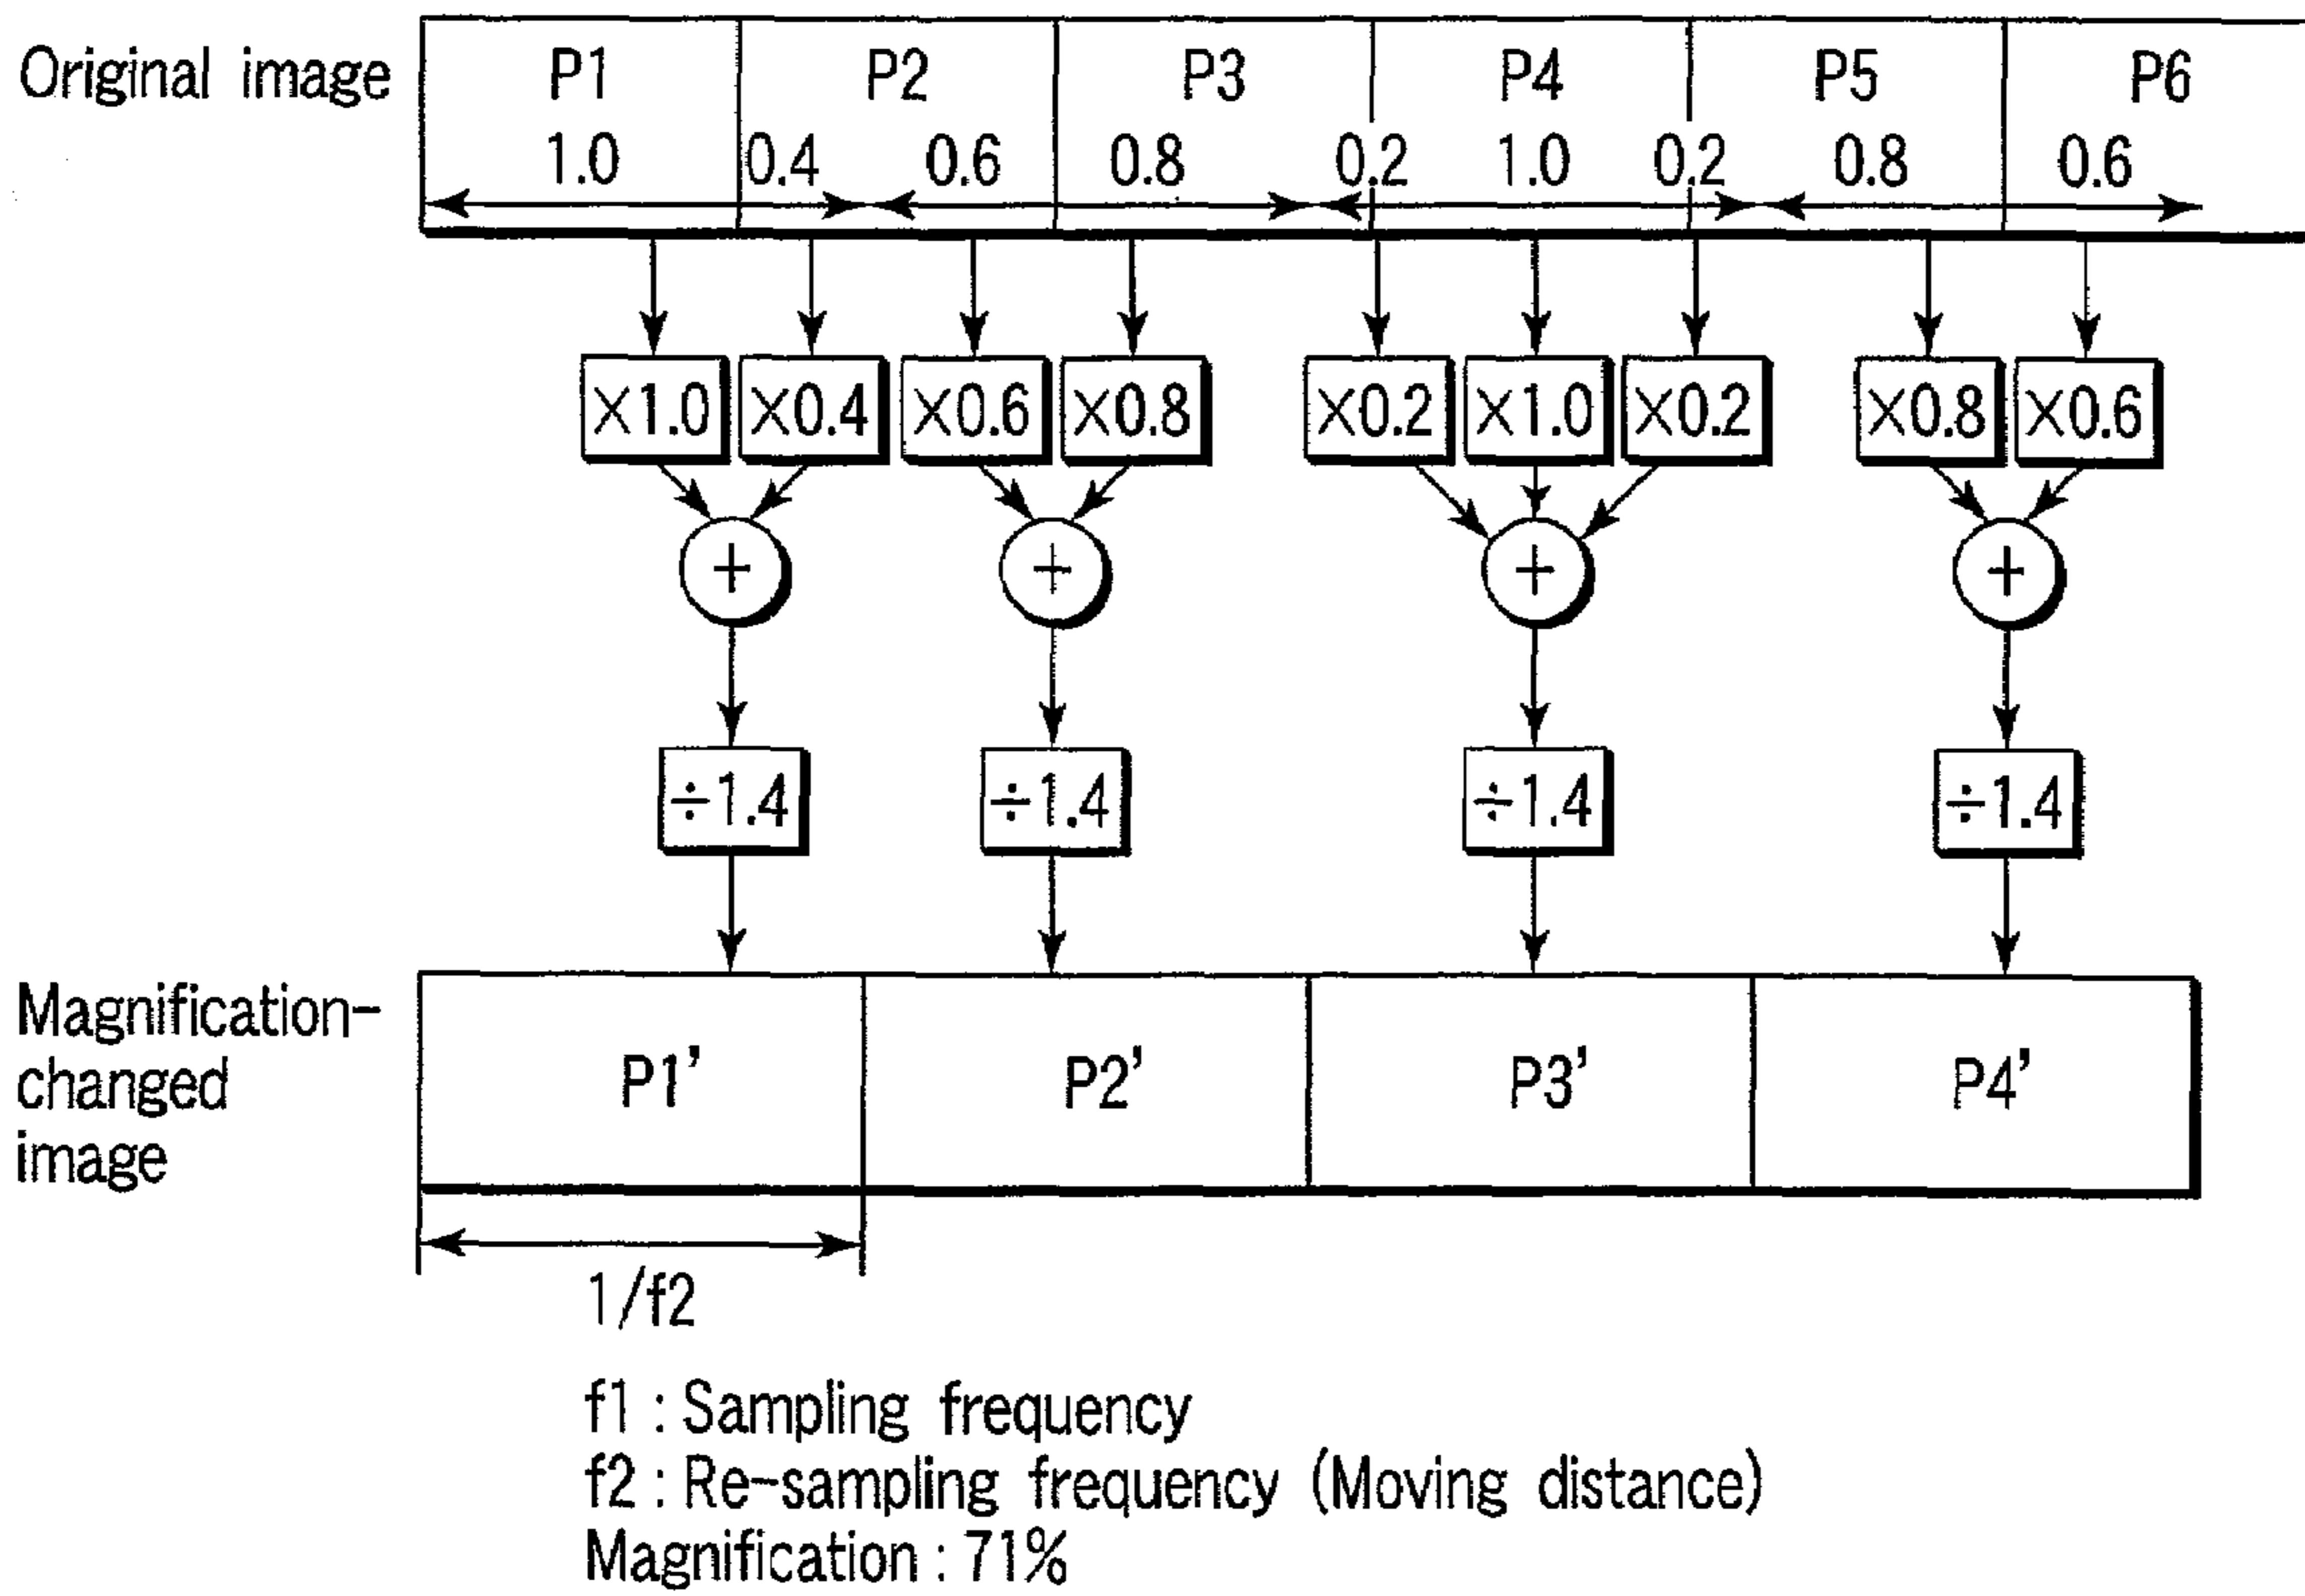 Original image P1 P2 P3 P4 P5 P6
1.0 0.4 0.6 0.8 0.2 1.0 0.2 0.8 0.6
×1.0 ×0.4 ×0.6 ×0.8 ×0.2 ×1.0 ×0.2 ×0.8 ×0.6
+ + + +
÷1.4 ÷1.4 ÷1.4 ÷1.4
Magnification-
changed
image
P1' P2' P3' P4'
1/f2
f1 : Sampling frequency
f2 : Re-sampling frequency (Moving distance)
Magnification : 71%